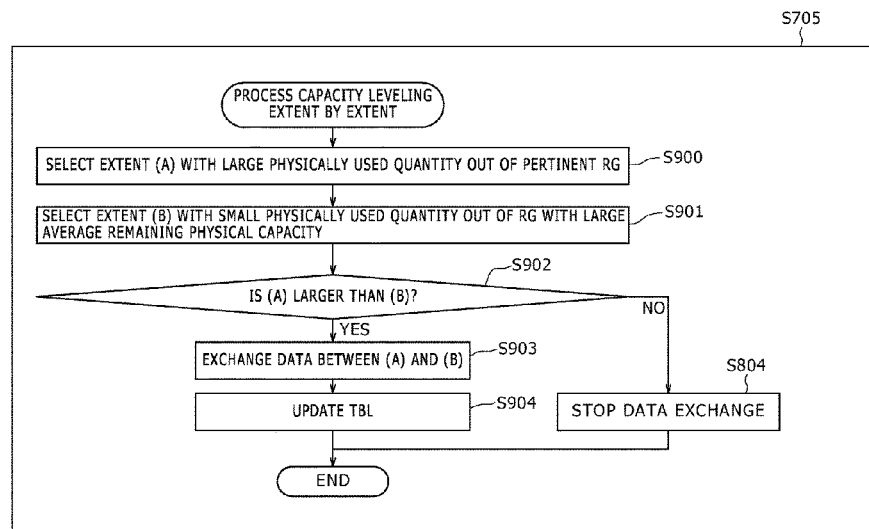 S705
PROCESS CAPACITY LEVELING
EXTENT BY EXTENT
SELECT EXTENT (A) WITH LARGE PHYSICALLY USED QUANTITY OUT OF PERTINENT RG
S900
SELECT EXTENT (B) WITH SMALL PHYSICALLY USED QUANTITY OUT OF RG WITH LARGE
AVERAGE REMAINING PHYSICAL CAPACITY
S901
S902
IS (A) LARGER THAN (B)?
NO
YES
EXCHANGE DATA BETWEEN (A) AND (B)
S903
S804
UPDATE TBL
S904
STOP DATA EXCHANGE
END